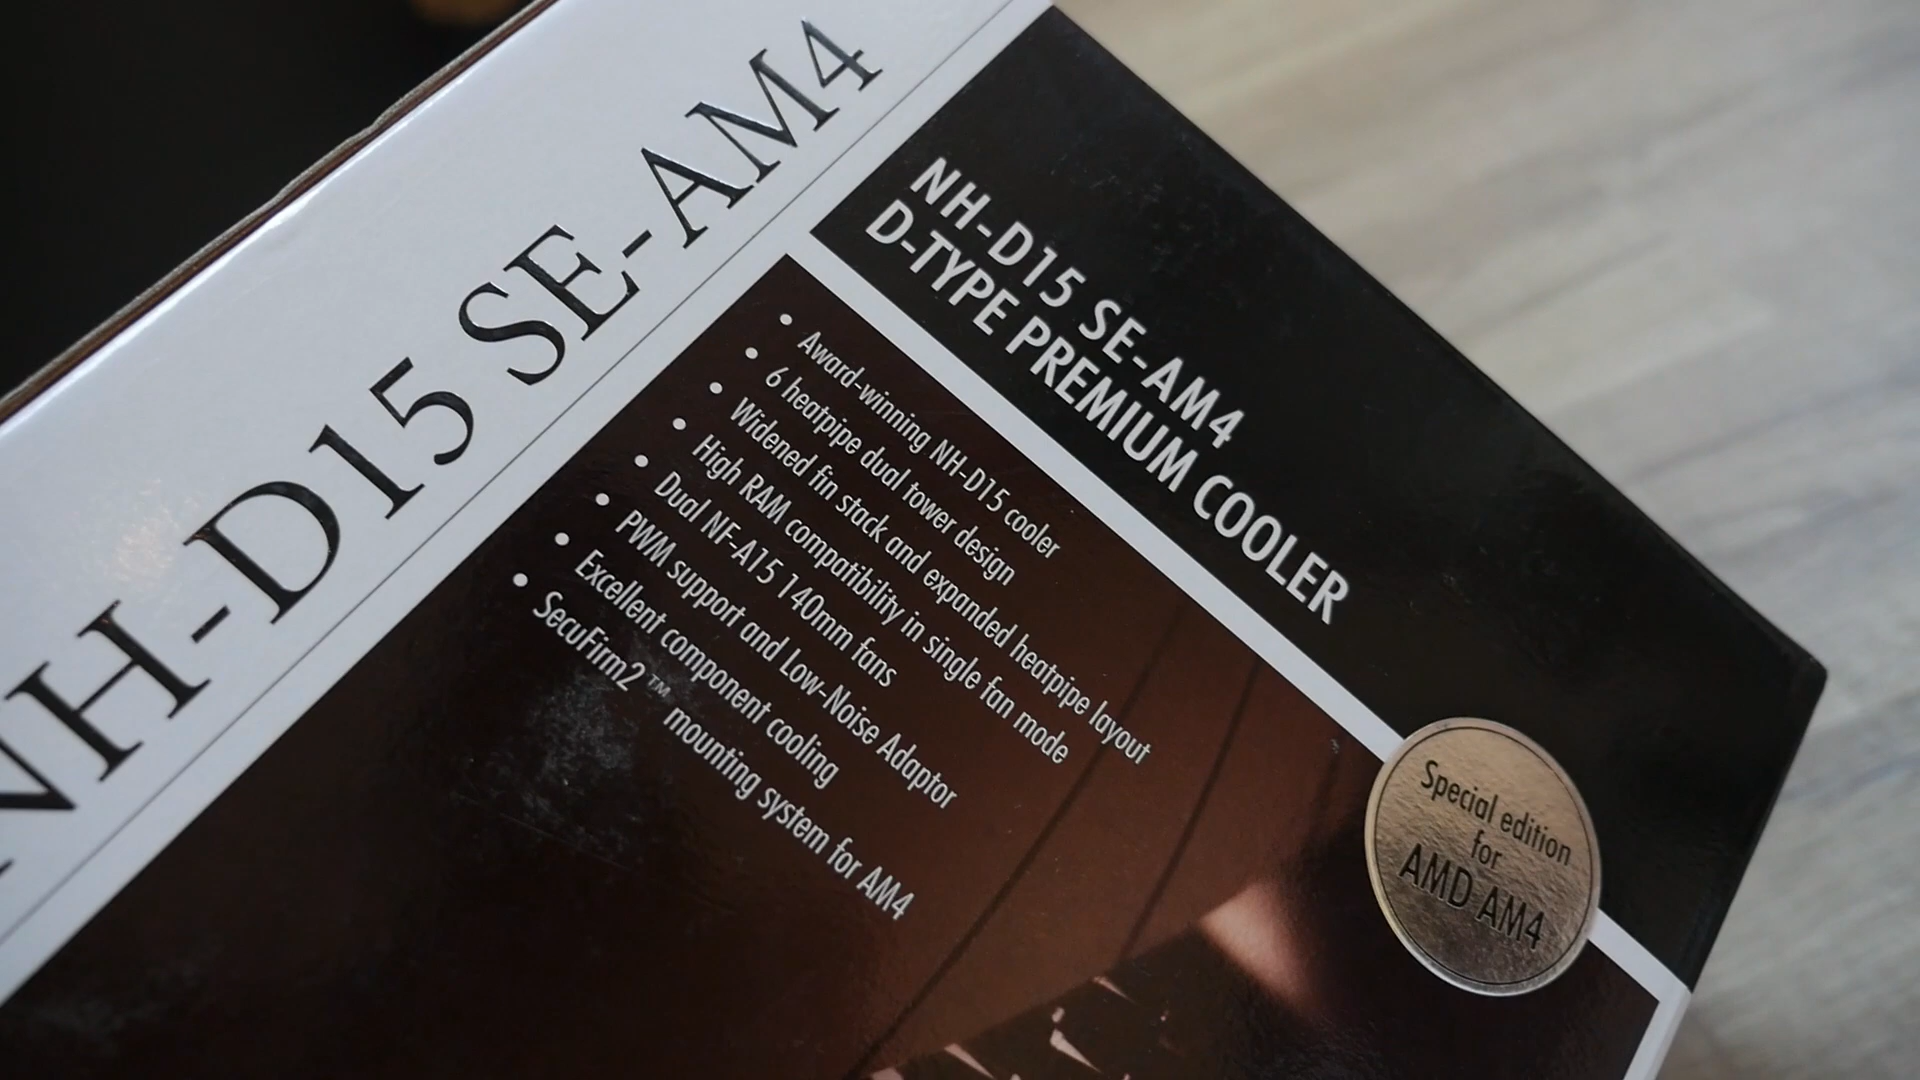 NH-D15 SE-AM4
NH-D15 SE-AM4
D-TYPE PREMIUM COOLER
• Award-winning NH-D15 cooler
• 6 heatpipe dual tower design
• Widened fin stack and expanded heatpipe layout
• High RAM compatibility in single fan mode
• Dual NF-A15 140mm fans
• PWM support and Low-Noise Adaptor
• Excellent component cooling
• SecuFirm2™ mounting system for AM4
Special edition
for
AMD AM4